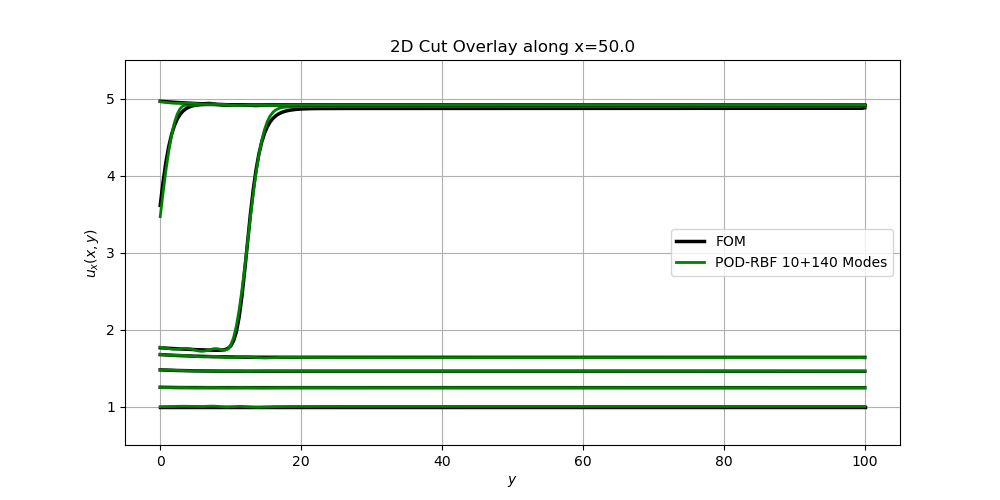 2D Cut Overlay along x=50.0
5
4
3
2
1
u_x(x, y)
FOM
POD-RBF 10+140 Modes
0
20
40
60
80
100
y